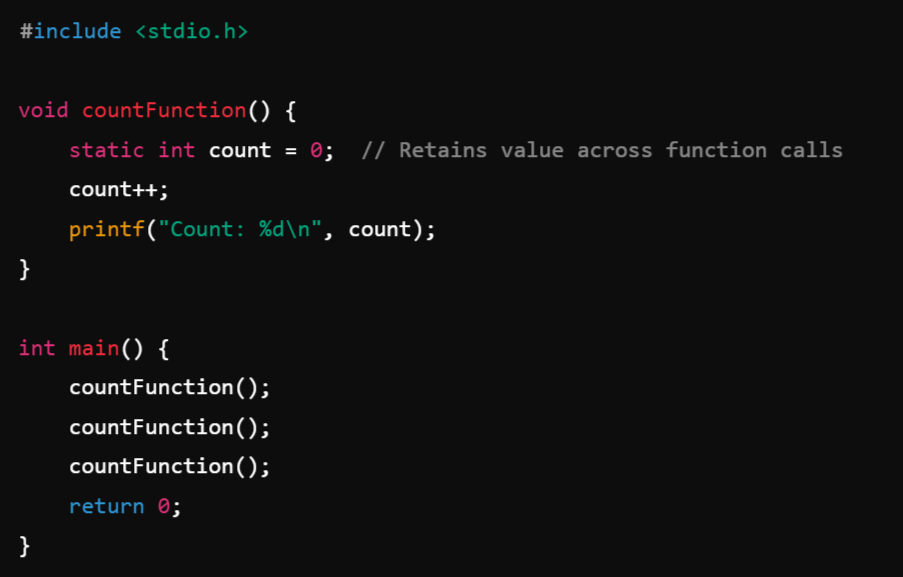 #include <stdio.h>
void countFunction() {
    static int count = 0;  // Retains value across function calls
    count++;
    printf("Count: %d\n", count);
}
int main() {
    countFunction();
    countFunction();
    countFunction();
    return 0;
}